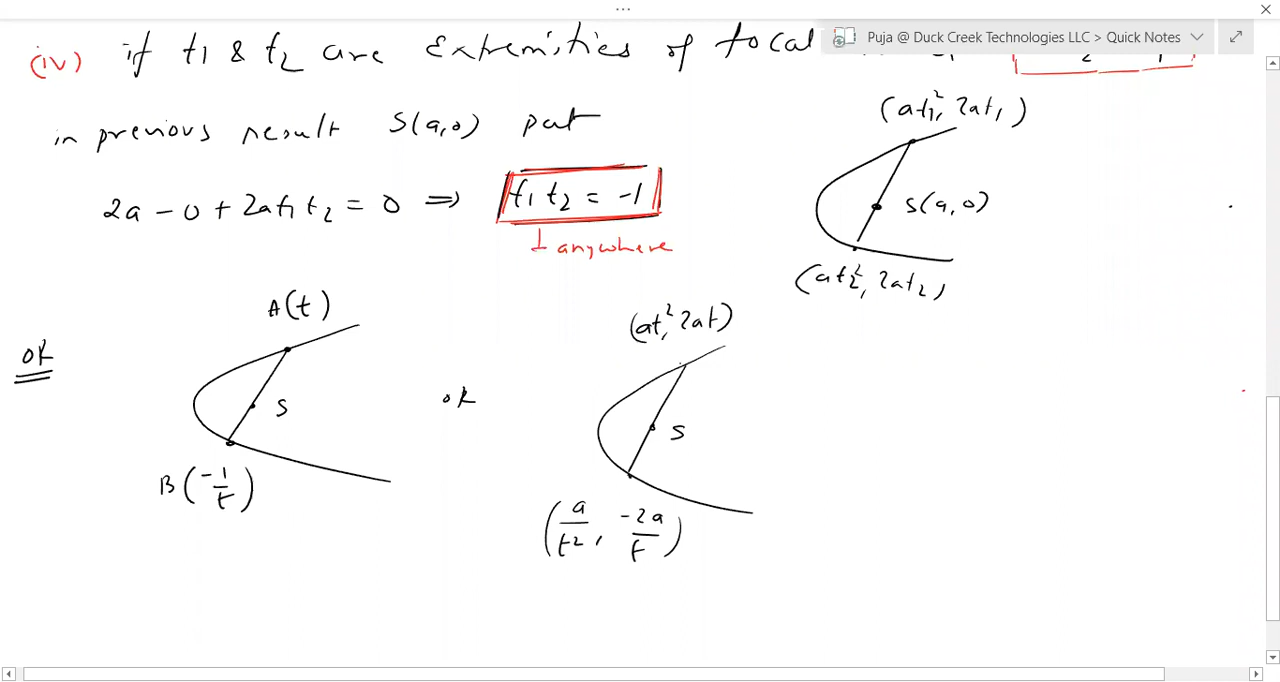 Puja @ Duck Creek Technologies LLC > Quick Notes
(iv) if t1 & t2 are Extremities of focal
in previous result S(a,0) put
2a - 0 + 2at1 t2 = 0 ⇒ t1 t2 = -1
↓ anywhere
(at1², 2at1)
S(a,0)
(at2², 2at2)
OR
A(t)
S
B(-1/t)
OR
(at², 2at)
S
(a/t², -2a/t)